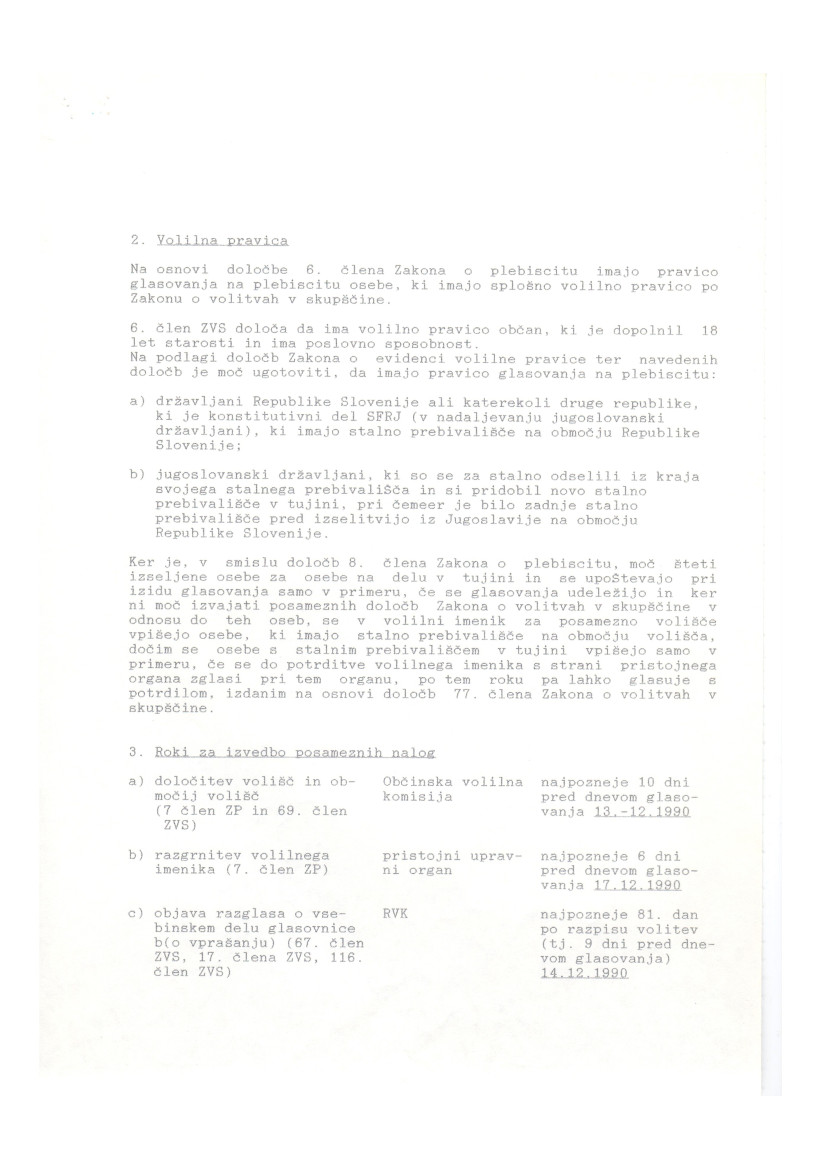 2. Volilna pravica
Na osnovi določbe 6. člena Zakona o plebiscitu imajo pravico
glasovanja na plebiscitu osebe, ki imajo splošno volilno pravico po
Zakonu o volitvah v skupščine.
6. člen ZVS določa da ima volilno pravico občan, ki je dopolnil 18
let starosti in ima poslovno sposobnost.
Na podlagi določb Zakona o evidenci volilne pravice ter navedenih
določb je moč ugotoviti, da imajo pravico glasovanja na plebiscitu:
a) državljani Republike Slovenije ali katerekoli druge republike,
ki je konstitutivni del SFRJ (v nadaljevanju jugoslovanski
državljani), ki imajo stalno prebivališče na območju Republike
Slovenije;
b) jugoslovanski državljani, ki so se za stalno odselili iz kraja
svojega stalnega prebivališča in si pridobil novo stalno
prebivališče v tujini, pri čemeer je bilo zadnje stalno
prebivališče pred izselitvijo iz Jugoslavije na območju
Republike Slovenije.
Ker je, v smislu določb 8. člena Zakona o plebiscitu, moč šteti
izseljene osebe za osebe na delu v tujini in se upoštevajo pri
izidu glasovanja samo v primeru, če se glasovanja udeležijo in ker
ni moč izvajati posameznih določb Zakona o volitvah v skupščine v
odnosu do teh oseb, se v volilni imenik za posamezno volišče
vpišejo osebe, ki imajo stalno prebivališče na območju volišča,
dočim se osebe s stalnim prebivališčem v tujini vpišejo samo v
primeru, če se do potrditve volilnega imenika s strani pristojnega
organa zglasi pri tem organu, po tem roku pa lahko glasuje s
potrdilom, izdanim na osnovi določb 77. člena Zakona o volitvah v
skupščine.
3. Roki za izvedbo posameznih nalog
a) določitev volišč in ob- Občinska volilna najpozneje 10 dni
močij volišč komisija pred dnevom glaso-
(7 člen ZP in 69. člen vanja 13.-12.1990
ZVS)
b) razgrnitev volilnega pristojni uprav- najpozneje 6 dni
imenika (7. člen ZP) ni organ pred dnevom glaso-
vanja 17.12.1990
c) objava razglasa o vse- RVK najpozneje 81. dan
binskem delu glasovnice po razpisu volitev
b(o vprašanju) (67. člen (tj. 9 dni pred dne-
ZVS, 17. člena ZVS, 116. vom glasovanja)
člen ZVS) 14.12.1990